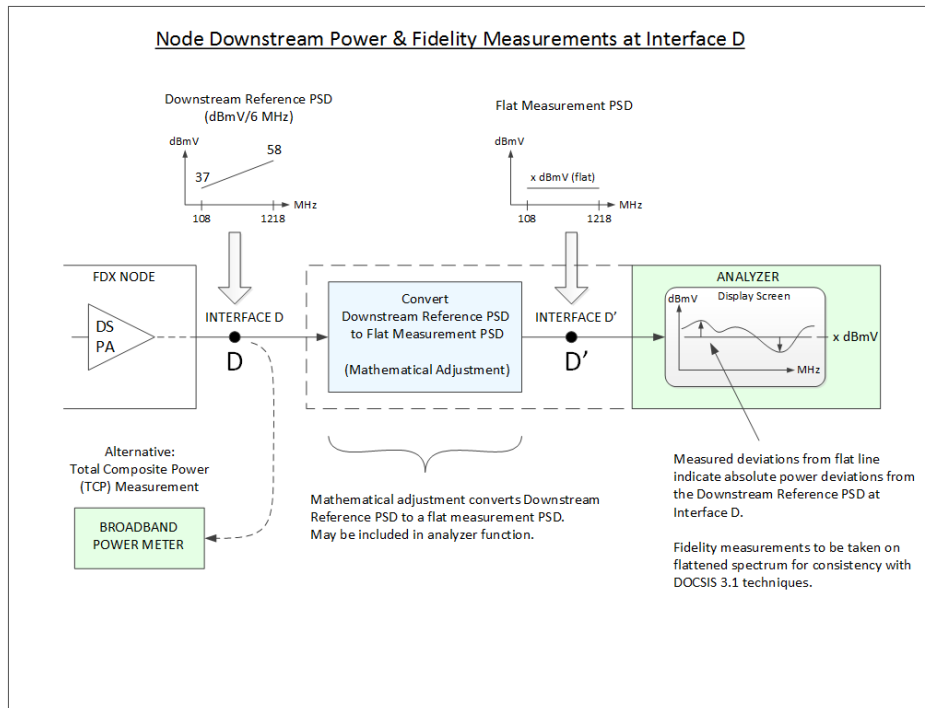 Node Downstream Power & Fidelity Measurements at Interface D
Downstream Reference PSD
(dBmV/6 MHz)
dBmV
37
58
MHz
108
1218
Flat Measurement PSD
dBmV
x dBmV (flat)
MHz
108
1218
FDX NODE
DS
PA
INTERFACE D
D
Convert
Downstream Reference PSD
to Flat Measurement PSD
(Mathematical Adjustment)
INTERFACE D’
D’
ANALYZER
Display Screen
dBmV
MHz
x dBmV
Alternative:
Total Composite Power
(TCP) Measurement
BROADBAND
POWER METER
Mathematical adjustment converts Downstream
Reference PSD to a flat measurement PSD.
May be included in analyzer function.
Measured deviations from flat line
indicate absolute power deviations from
the Downstream Reference PSD at
Interface D.
Fidelity measurements to be taken on
flattened spectrum for consistency with
DOCSIS 3.1 techniques.